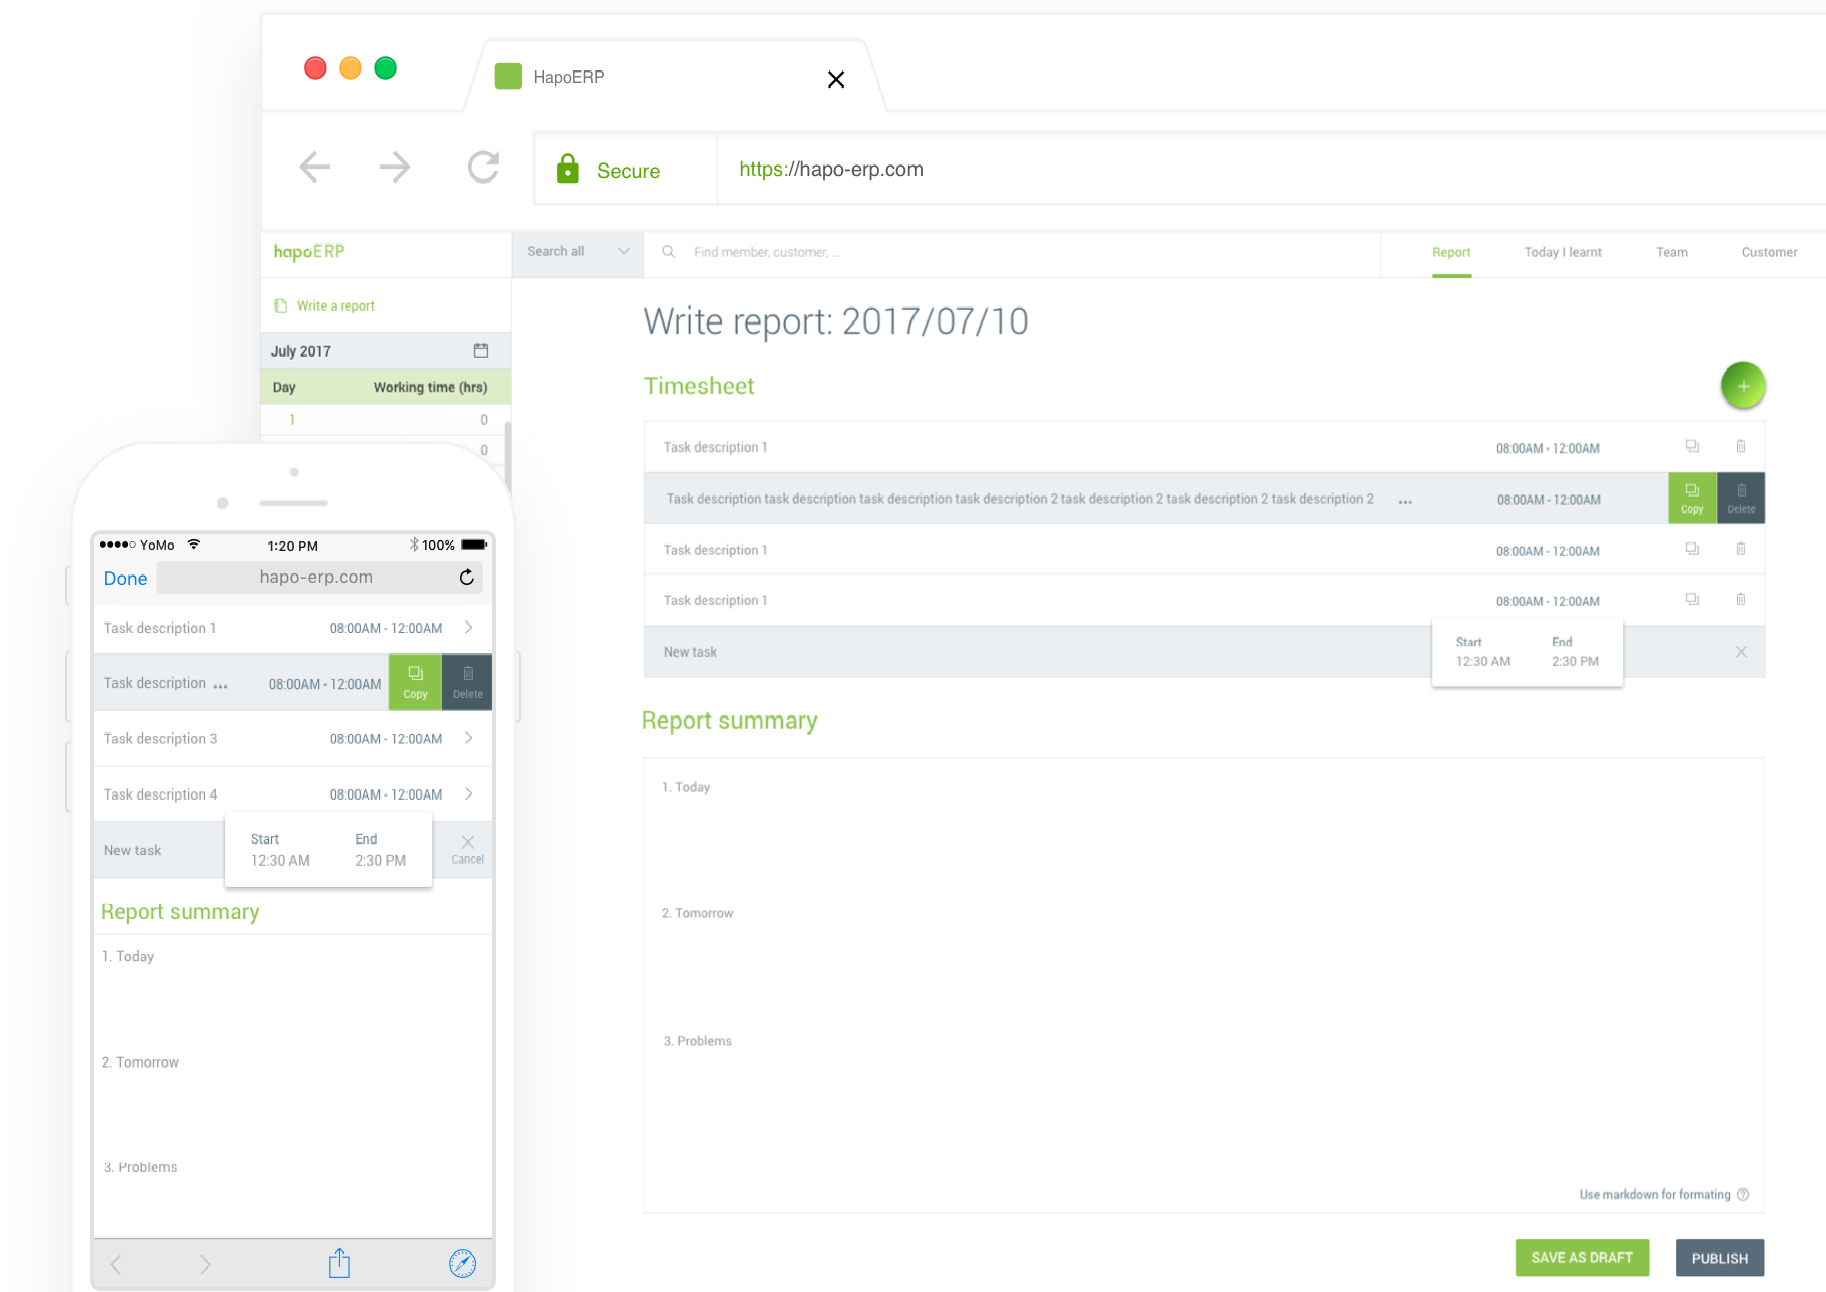 HapoERP
Secure
https://hapo-erp.com
hapoERP
Search all
Find member, customer, ...
Report
Today I learnt
Team
Customer
Write a report
July 2017
Day Working time (hrs)
1 0
0
Write report: 2017/07/10
Timesheet
+
Task description 1 08:00AM - 12:00AM
Task description task description task description task description 2 task description 2 task description 2 task description 2 ... 08:00AM - 12:00AM Copy Delete
Task description 1 08:00AM - 12:00AM
Task description 1 08:00AM - 12:00AM
New task
Start End
12:30 AM 2:30 PM
Report summary
1. Today
2. Tomorrow
3. Problems
Use markdown for formating ?
SAVE AS DRAFT PUBLISH
YoMo 1:20 PM 100%
Done hapo-erp.com
Task description 1 08:00AM - 12:00AM
Task description ... 08:00AM - 12:00AM Copy Delete
Task description 3 08:00AM - 12:00AM
Task description 4 08:00AM - 12:00AM
New task
Start End
12:30 AM 2:30 PM
Cancel
Report summary
1. Today
2. Tomorrow
3. Problems